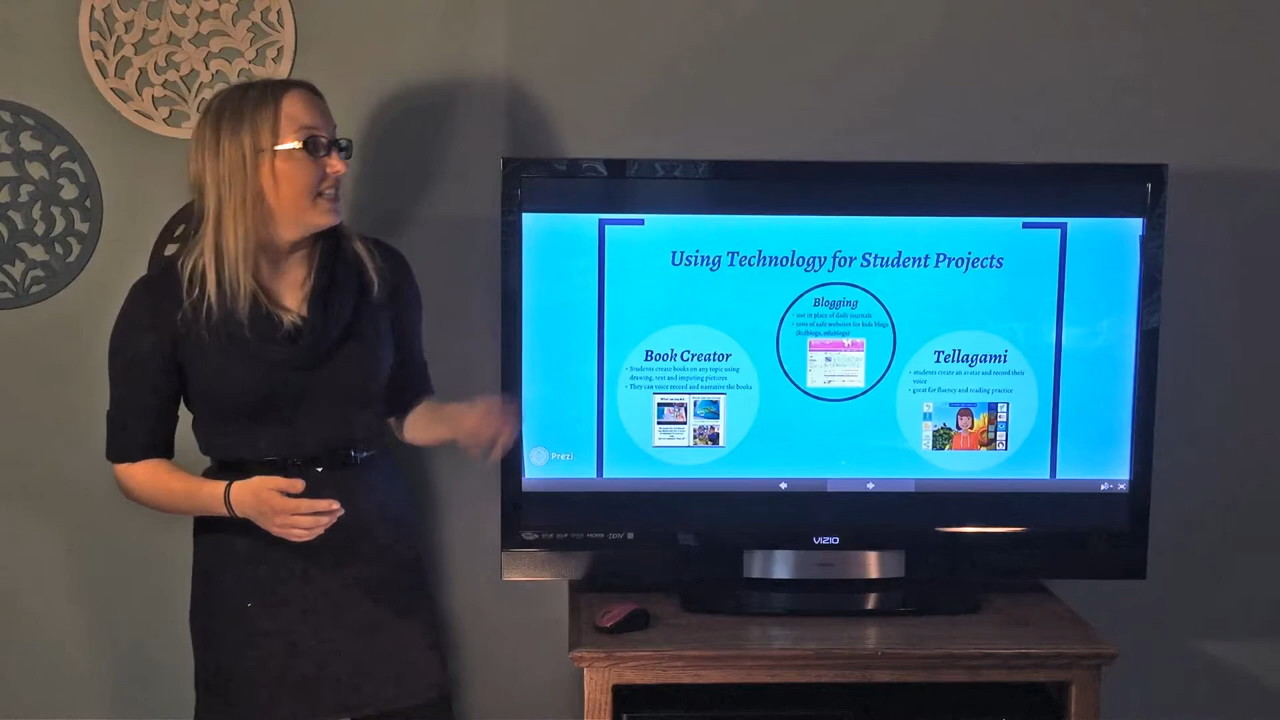 Using Technology for Student Projects
Blogging
• use in place of daily journals
• tons of safe websites for kids blogs
(kidblogs, edublogs)
Book Creator
• Students create books on any topic using
drawing, text and imputing pictures
• They can voice record and narrative the books
Tellagami
• students create an avatar and record their
voice
• great for fluency and reading practice
Prezi
VIZIO